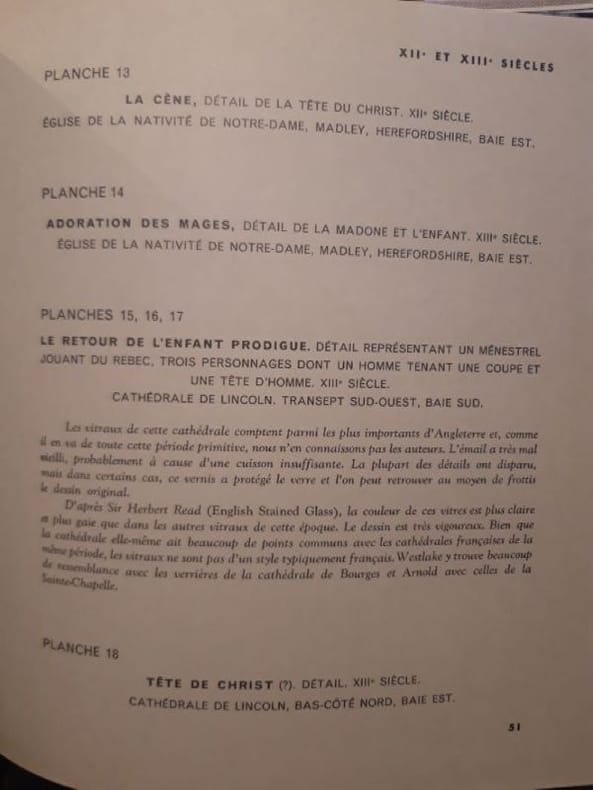 XIIᵉ ET XIIIᵉ SIÈCLES
PLANCHE 13
LA CÈNE, DÉTAIL DE LA TÊTE DU CHRIST. XIIᵉ SIÈCLE.
ÉGLISE DE LA NATIVITÉ DE NOTRE-DAME, MADLEY, HEREFORDSHIRE, BAIE EST.
PLANCHE 14
ADORATION DES MAGES, DÉTAIL DE LA MADONE ET L'ENFANT. XIIIᵉ SIÈCLE.
ÉGLISE DE LA NATIVITÉ DE NOTRE-DAME, MADLEY, HEREFORDSHIRE, BAIE EST.
PLANCHES 15, 16, 17
LE RETOUR DE L'ENFANT PRODIGUE. DÉTAIL REPRÉSENTANT UN MÉNESTREL
JOUANT DU REBEC, TROIS PERSONNAGES DONT UN HOMME TENANT UNE COUPE ET
UNE TÊTE D'HOMME. XIIIᵉ SIÈCLE.
CATHÉDRALE DE LINCOLN. TRANSEPT SUD-OUEST, BAIE SUD.
Les vitraux de cette cathédrale comptent parmi les plus importants d'Angleterre et, comme
il en va de toute cette période primitive, nous n'en connaissons pas les auteurs. L'émail a très mal
vieilli, probablement à cause d'une cuisson insuffisante. La plupart des détails ont disparu,
mais dans certains cas, ce vernis a protégé le verre et l'on peut retrouver au moyen de frottis
le dessin original.
D'après Sir Herbert Read (English Stained Glass), la couleur de ces vitres est plus claire
et plus gaie que dans les autres vitraux de cette époque. Le dessin est très vigoureux. Bien que
la cathédrale elle-même ait beaucoup de points communs avec les cathédrales françaises de la
même période, les vitraux ne sont pas d'un style typiquement français. Westlake y trouve beaucoup
de ressemblance avec les verrières de la cathédrale de Bourges et Arnold avec celles de la
Sainte-Chapelle.
PLANCHE 18
TÊTE DE CHRIST (?). DÉTAIL. XIIIᵉ SIÈCLE.
CATHÉDRALE DE LINCOLN, BAS-CÔTÉ NORD, BAIE EST.
51